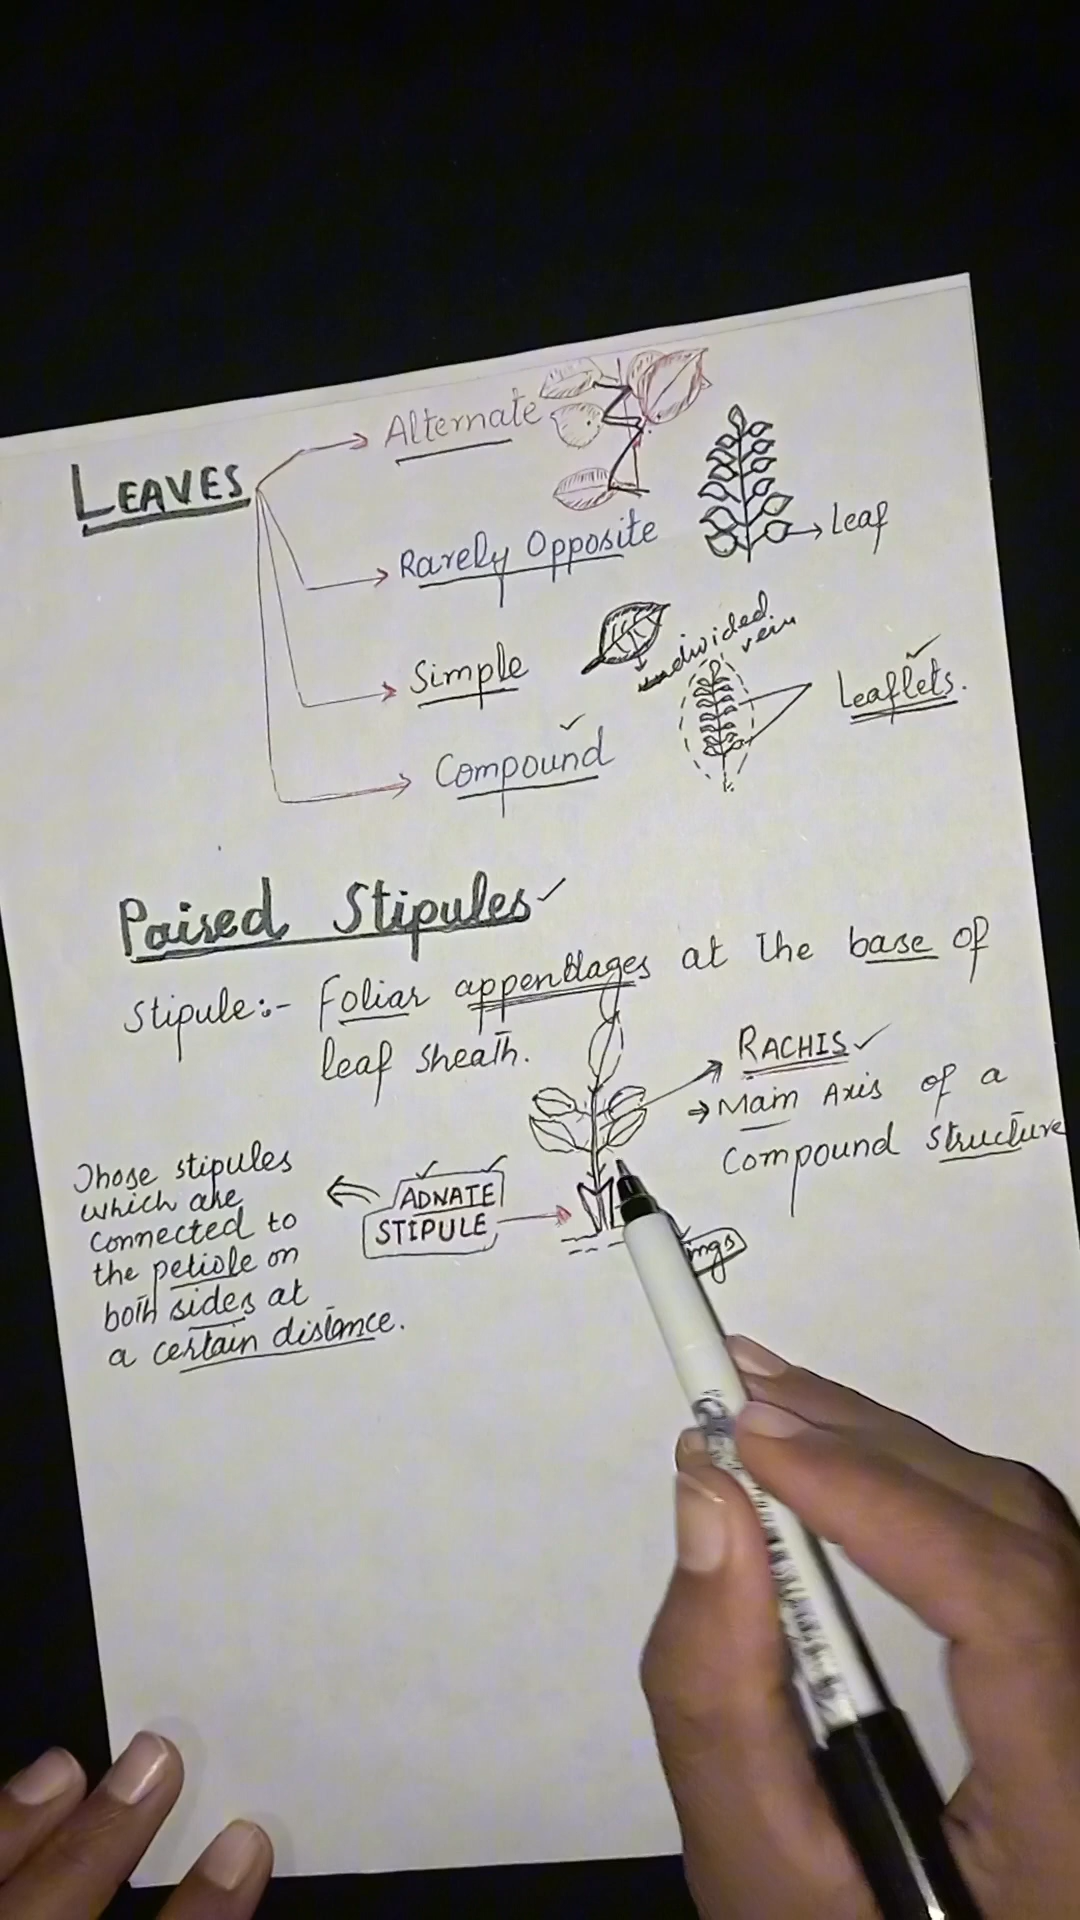 LEAVES
Alternate
Rarely Opposite
Leaf
Simple
undivided
vein
Compound
Leaflets.
Paired Stipules
Stipule:- Foliar appendages at the base of
leaf sheath.
RACHIS
→ Main Axis of a
Compound Structure
ADNATE
STIPULE
Those stipules
which are
connected to
the petiole on
both sides at
a certain distance.